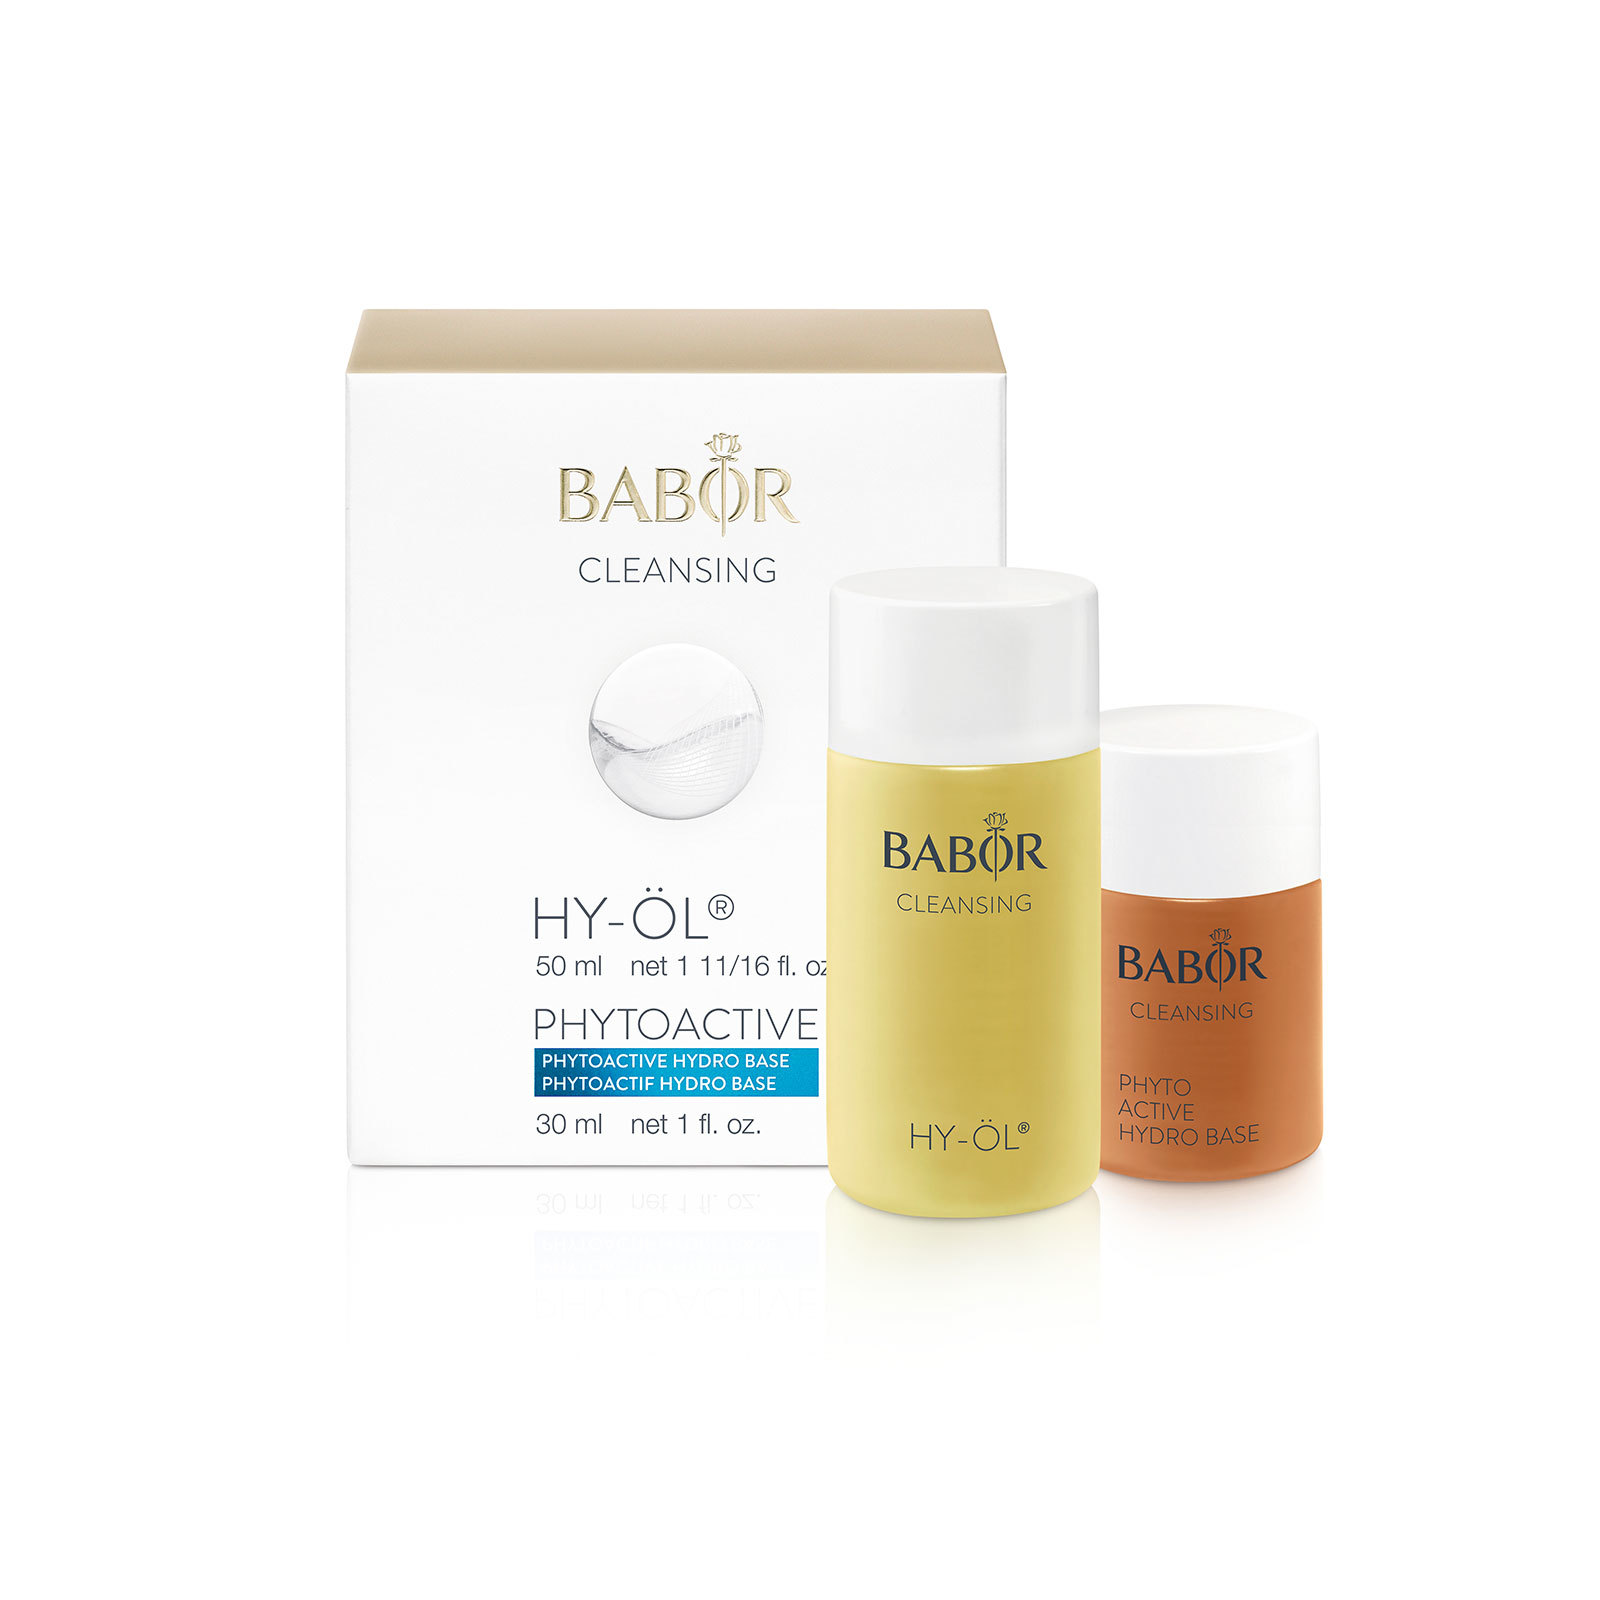 BABOR
CLEANSING
HY-ÖL®
50 ml net 1 11/16 fl. oz
PHYTOACTIVE
PHYTOACTIVE HYDRO BASE
PHYTOACTIF HYDRO BASE
30 ml net 1 fl. oz.
BABOR
CLEANSING
HY-ÖL®
BABOR
CLEANSING
PHYTO
ACTIVE
HYDRO BASE